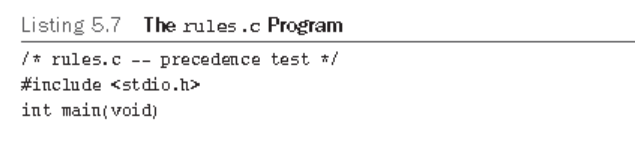 Listing 5.7 The rules.c Program
/* rules.c -- precedence test */
#include <stdio.h>
int main(void)